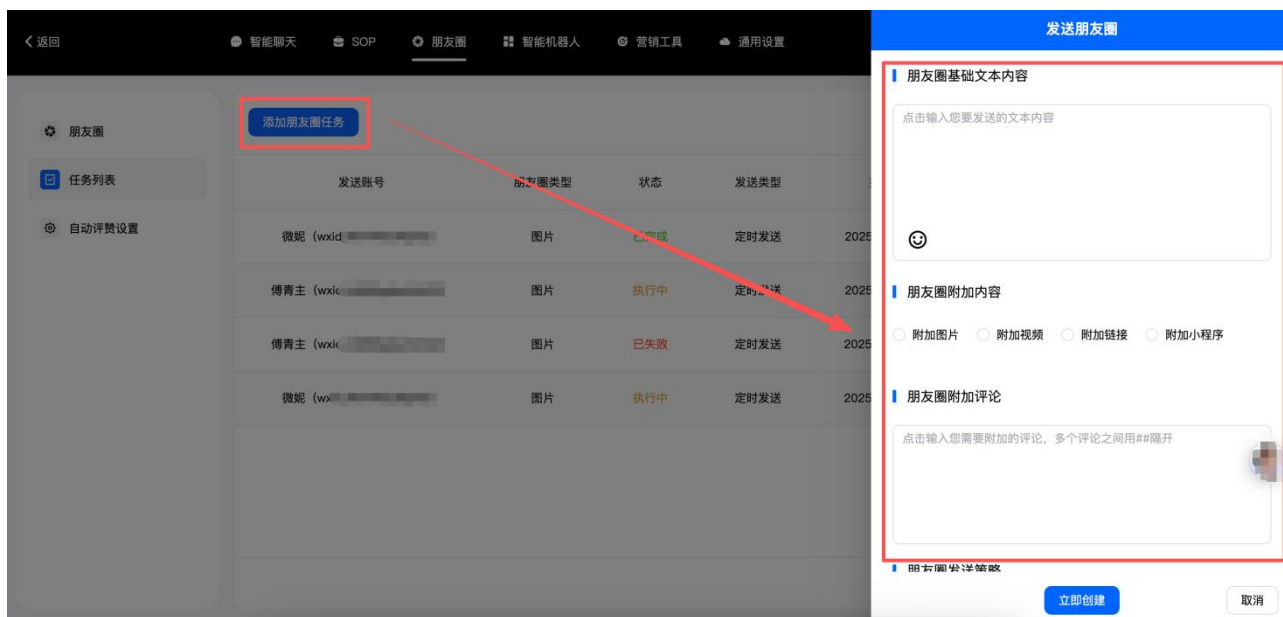 返回
智能聊天 SOP 朋友圈 智能机器人 营销工具 通用设置
发送朋友圈
朋友圈
任务列表
自动评赞设置
添加朋友圈任务
发送账号 朋友圈类型 状态 发送类型
微妮（wxid_ 图片 已完成 定时发送 2025
傅青主（wxid 图片 执行中 定时发送 2025
傅青主（wxid 图片 已失败 定时发送 2025
微妮（wx 图片 执行中 定时发送 2025
朋友圈基础文本内容
点击输入您要发送的文本内容
朋友圈附加内容
附加图片 附加视频 附加链接 附加小程序
朋友圈附加评论
点击输入您需要附加的评论，多个评论之间用##隔开
朋友圈发送策略
立即创建 取消